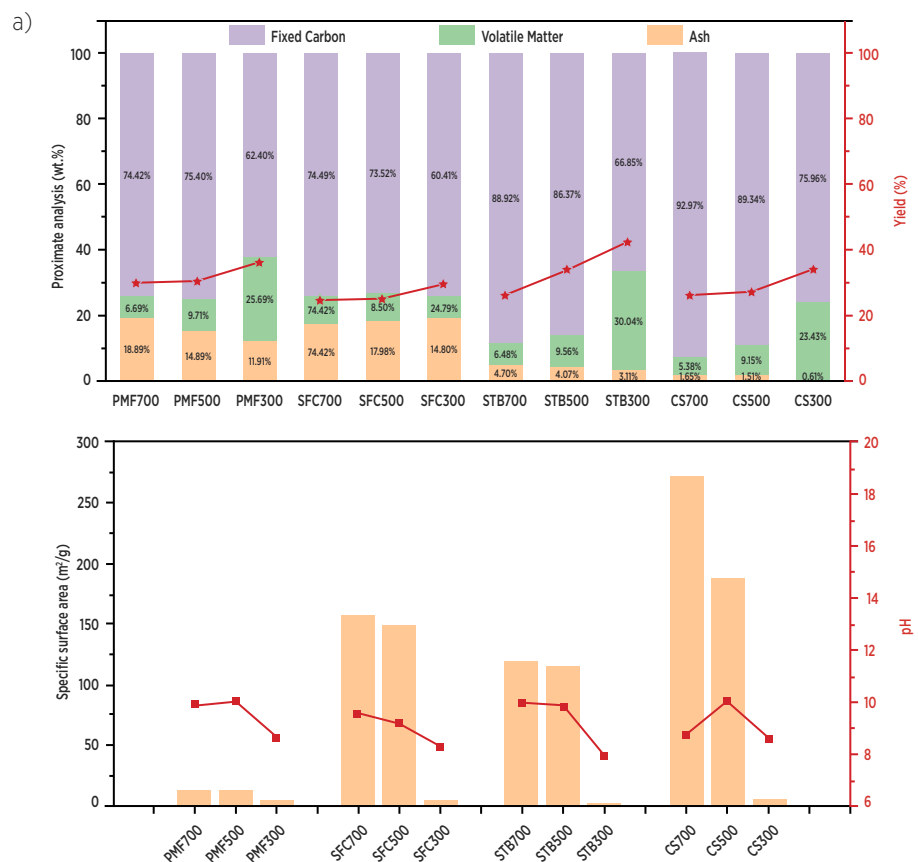 a)
Fixed Carbon Volatile Matter Ash
100 100
80 80
60 60
40 40
20 20
0 0
Proximate analysis (wt.%)
Yield (%)
74.42% 75.40% 62.40% 74.49% 73.52% 60.41% 88.92% 86.37% 66.85% 92.97% 89.34% 75.96%
6.69% 9.71% 25.69% 74.42% 8.50% 24.79% 6.48% 9.56% 30.04% 5.38% 9.15% 23.43%
18.89% 14.89% 11.91% 74.42% 17.98% 14.80% 4.70% 4.07% 3.11% 1.65% 1.51% 0.61%
PMF700 PMF500 PMF300 SFC700 SFC500 SFC300 STB700 STB500 STB300 CS700 CS500 CS300
300 20
250 18
200 16
150 14
100 12
50 10
0 8
6
Specific surface area (m²/g)
pH
PMF700 PMF500 PMF300 SFC700 SFC500 SFC300 STB700 STB500 STB300 CS700 CS500 CS300